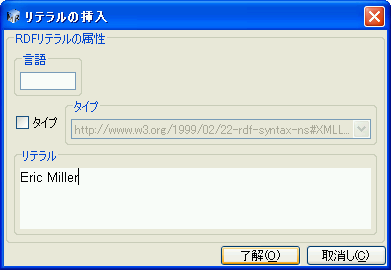 リテラルの挿入
RDFリテラルの属性
言語
タイプ
タイプ
http://www.w3.org/1999/02/22-rdf-syntax-ns#XMLL...
リテラル
Eric Miller
了解(O)
取消し(C)